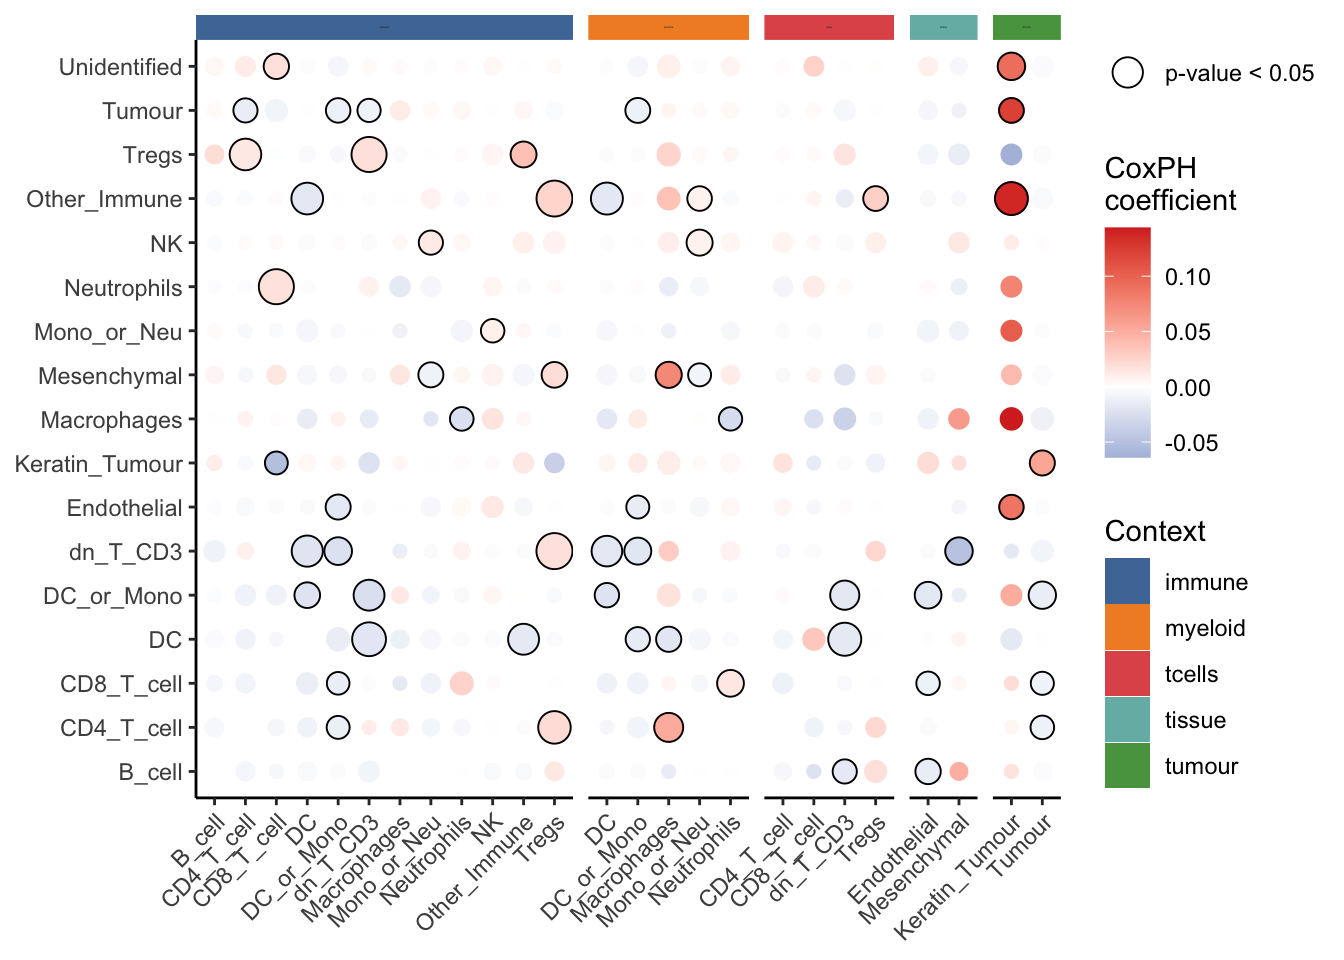 Unidentified
Tumour
Tregs
Other_Immune
NK
Neutrophils
Mono_or_Neu
Mesenchymal
Macrophages
Keratin_Tumour
Endothelial
dn_T_CD3
DC_or_Mono
DC
CD8_T_cell
CD4_T_cell
B_cell
B_cell
CD4_T_cell
CD8_T_cell
DC
DC_or_Mono
dn_T_CD3
Macrophages
Mono_or_Neu
Neutrophils
NK
Other_Immune
Tregs
DC
DC_or_Mono
Macrophages
Mono_or_Neu
Neutrophils
CD4_T_cell
CD8_T_cell
dn_T_CD3
Tregs
Endothelial
Mesenchymal
Keratin_Tumour
Tumour
p-value < 0.05
CoxPH
coefficient
0.10
0.05
0.00
-0.05
Context
immune
myeloid
tcells
tissue
tumour